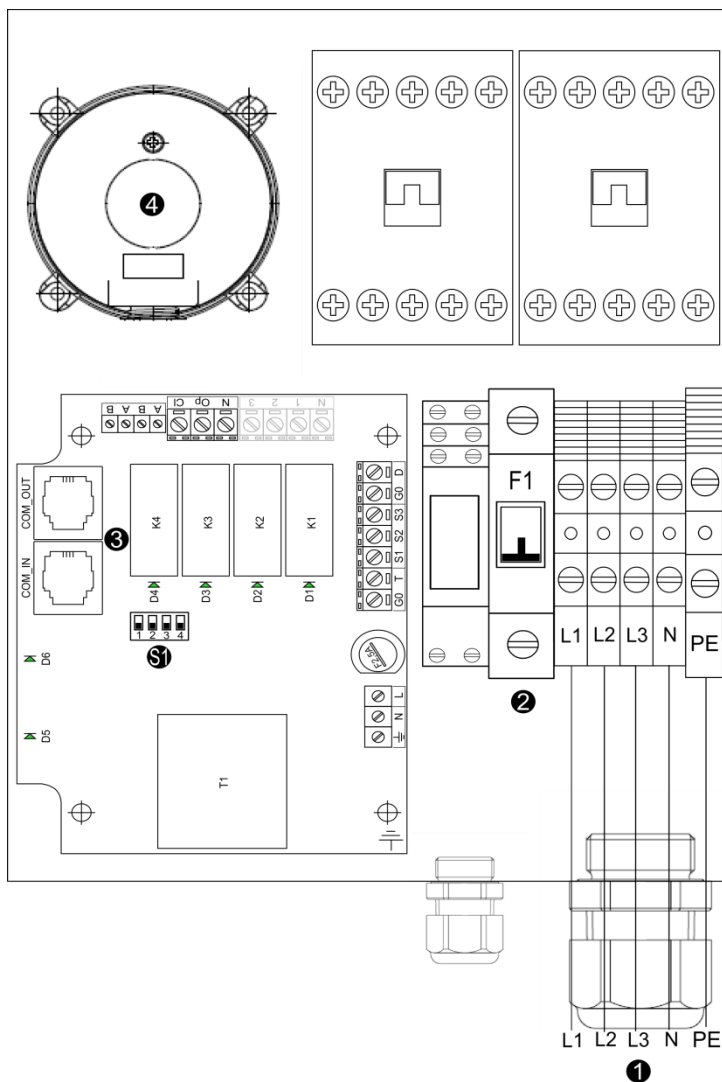 4
B A B A
Cl Op N 3 2 1 N
COM_OUT
COM_IN
3
K4 K3 K2 K1
D4 D3 D2 D1
1 2 3 4
S1
D
G0
S3
S2
S1
T
G0
F2.5A
L
N
D6
D5
T1
F1
2
L1 L2 L3 N PE
L1 L2 L3 N PE
1